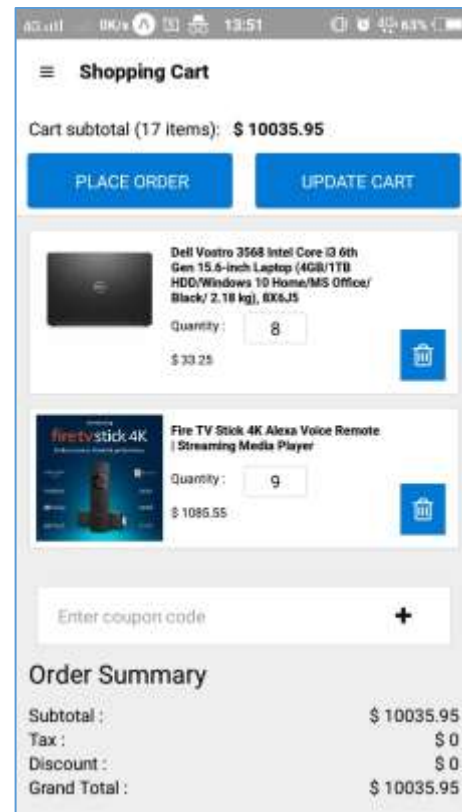 13:51
63%
Shopping Cart
Cart subtotal (17 items): $ 10035.95
PLACE ORDER
UPDATE CART
Dell Vostro 3568 Intel Core i3 6th
Gen 15.6-inch Laptop (4GB/1TB
HDD/Windows 10 Home/MS Office/
Black/ 2.18 kg), 8X6J5
Quantity : 8
$ 33.25
firetvstick 4K
Fire TV Stick 4K Alexa Voice Remote
| Streaming Media Player
Quantity : 9
$ 1085.55
Enter coupon code
Order Summary
Subtotal : $ 10035.95
Tax : $ 0
Discount : $ 0
Grand Total : $ 10035.95